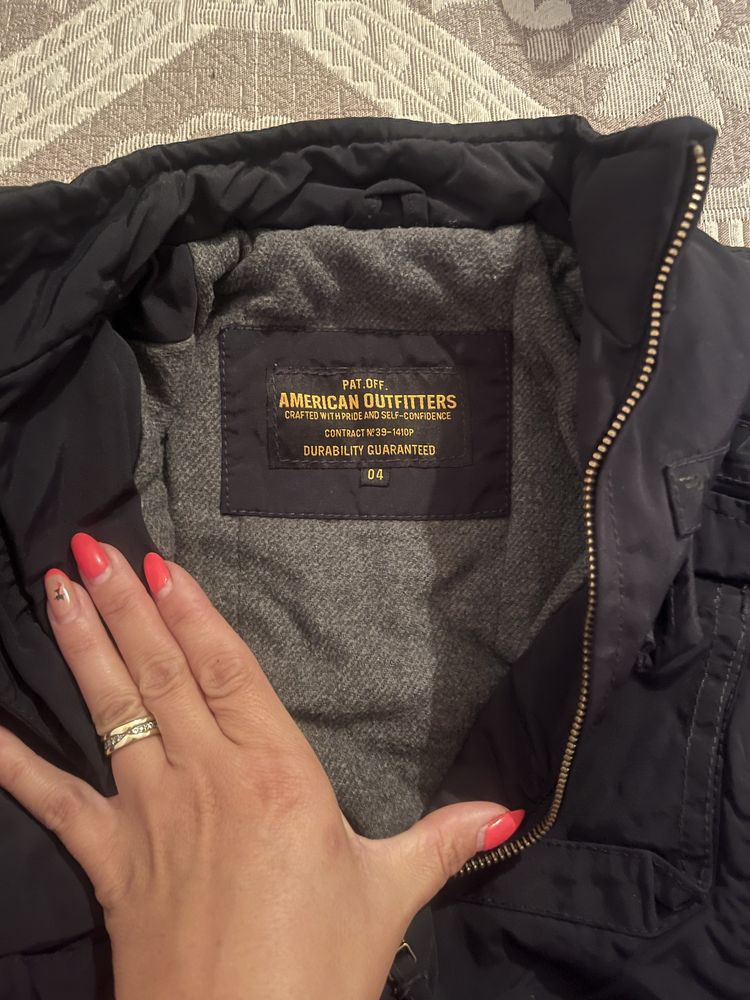 PAT.OFF.
AMERICAN OUTFITTERS
CRAFTED WITH PRIDE AND SELF-CONFIDENCE
CONTRACT Nº39-1410P
DURABILITY GUARANTEED
04